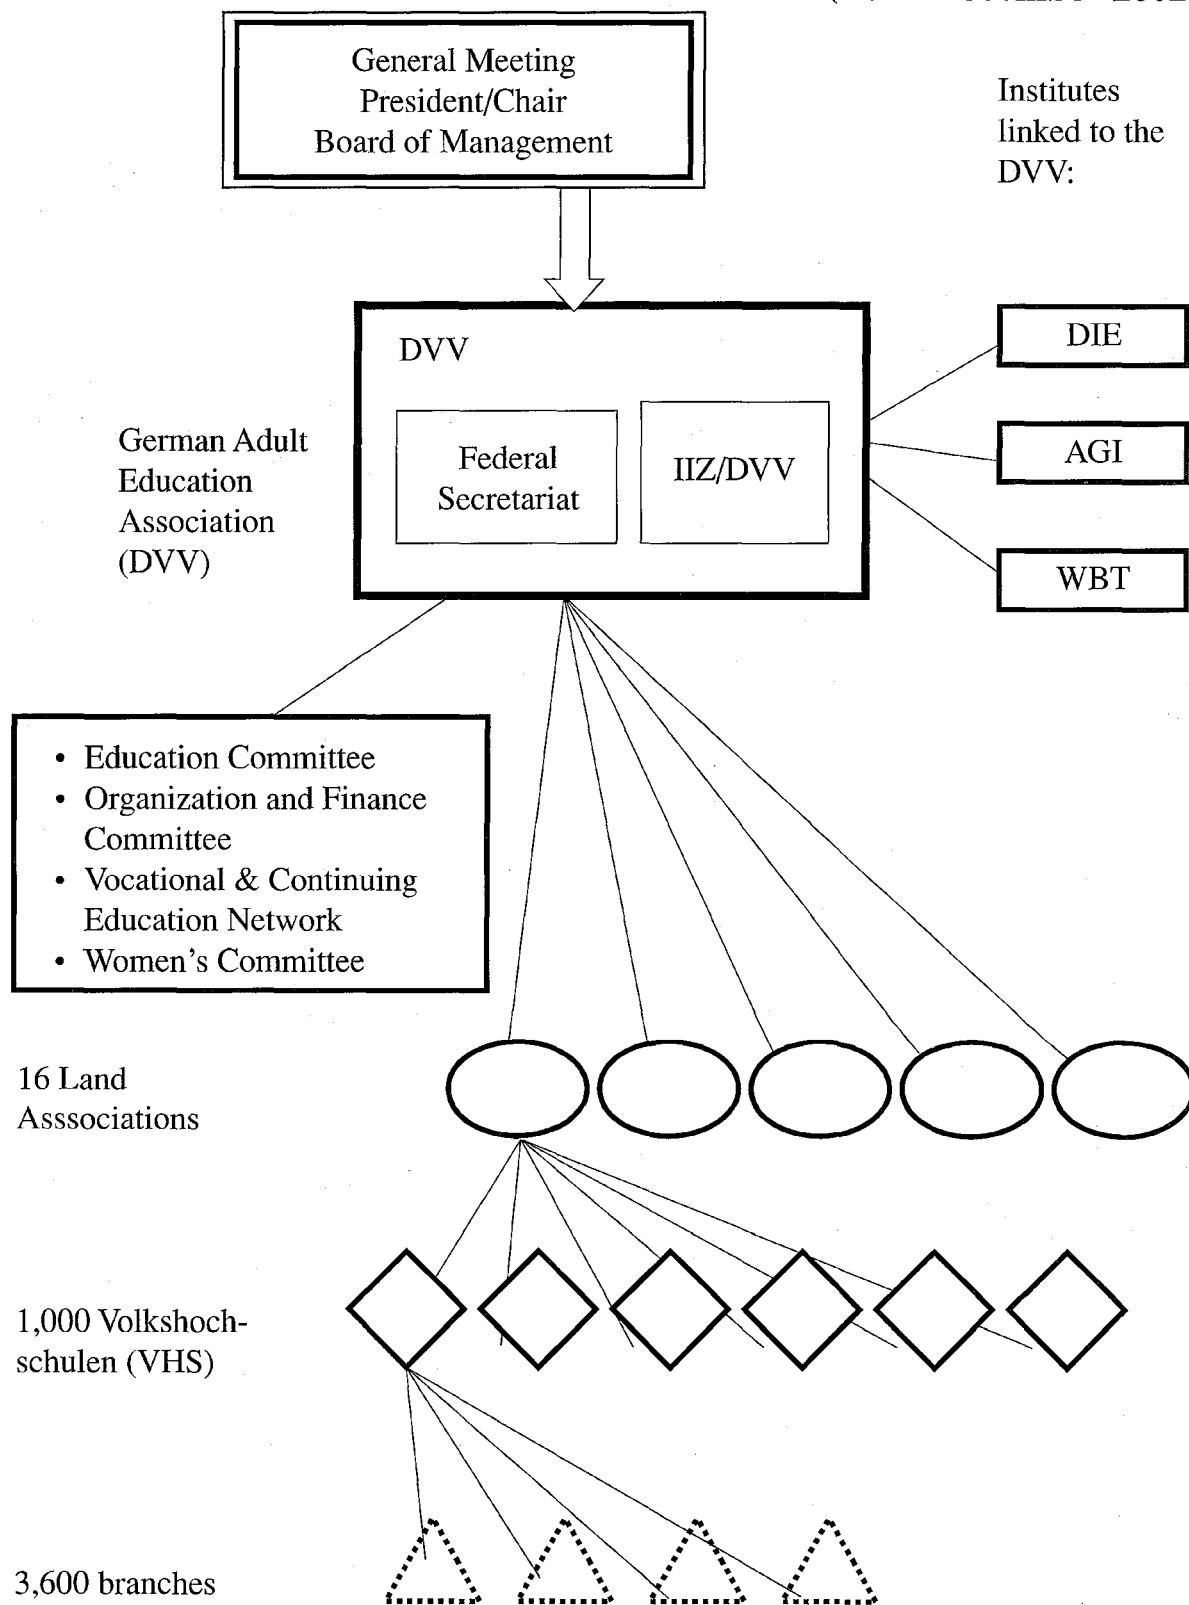 General Meeting
President/Chair
Board of Management
Institutes
linked to the
DVV:
DVV
Federal
Secretariat
IIZ/DVV
German Adult
Education
Association
(DVV)
DIE
AGI
WBT
• Education Committee
• Organization and Finance
Committee
• Vocational & Continuing
Education Network
• Women's Committee
16 Land
Asssociations
1,000 Volkshoch-
schulen (VHS)
3,600 branches